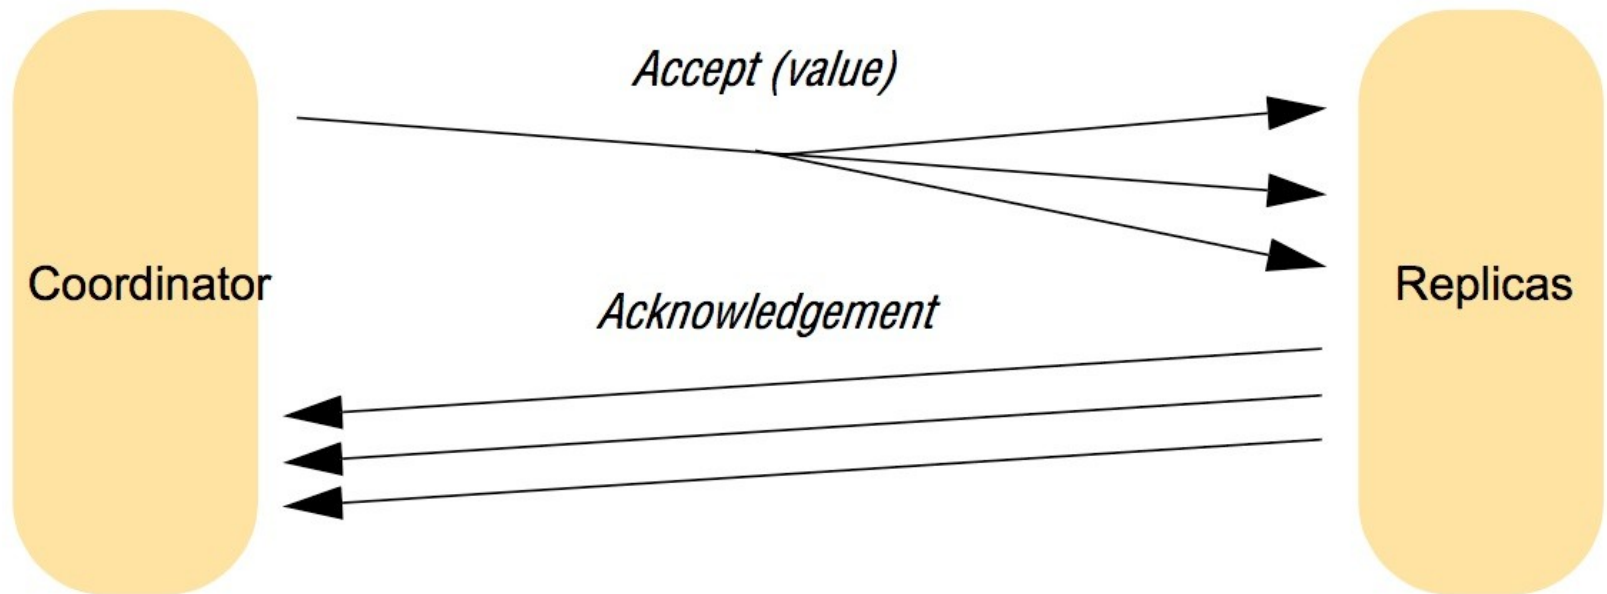 Accept (value)
Coordinator
Replicas
Acknowledgement